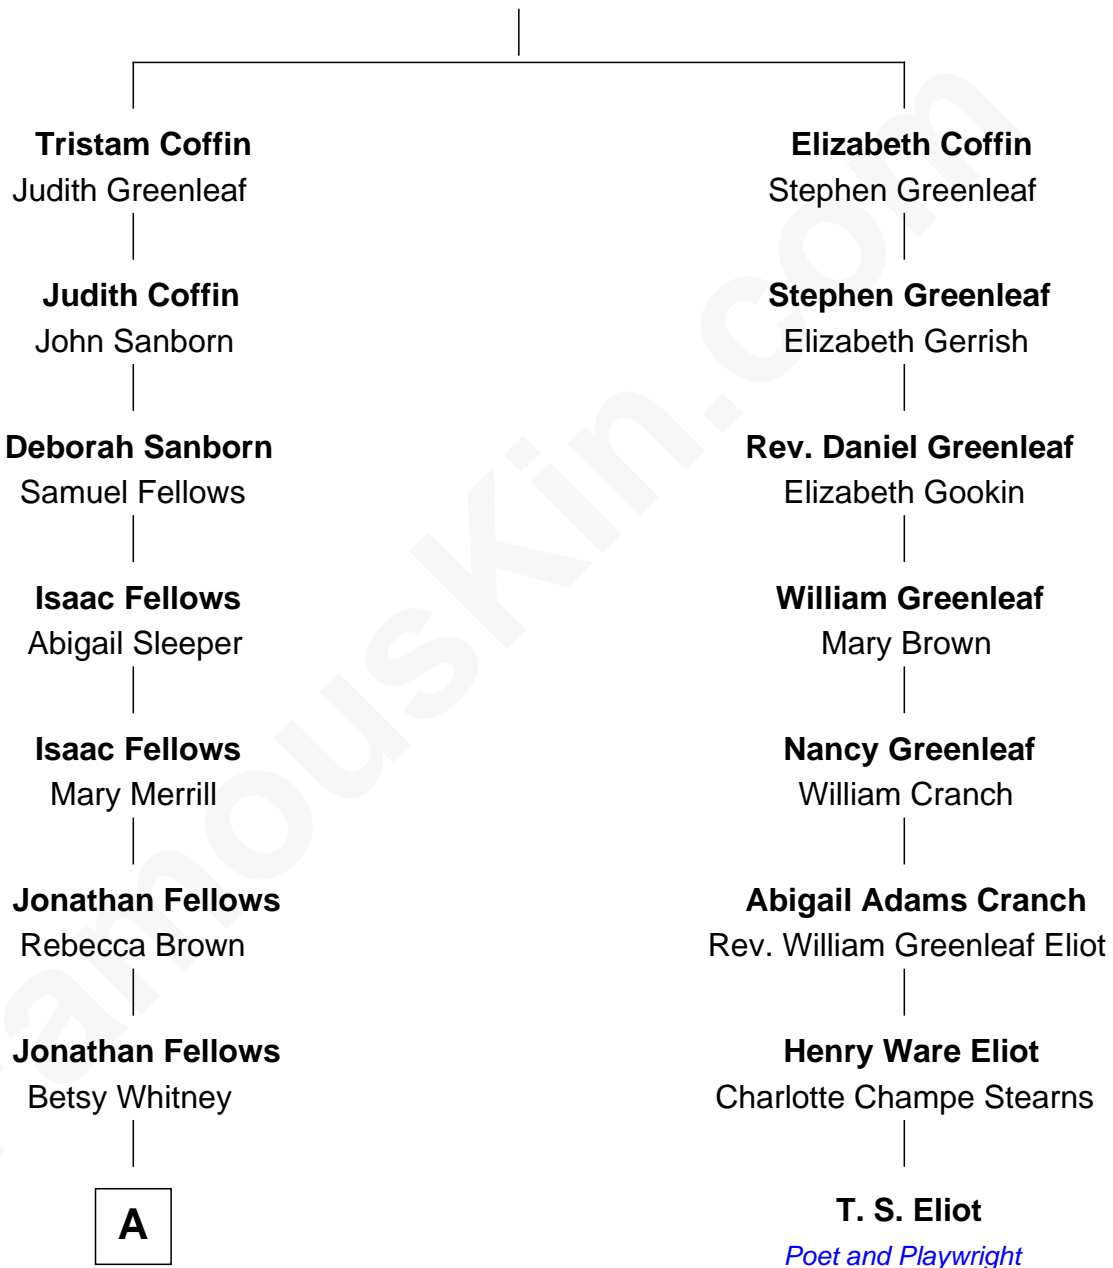 Tristam Coffin
Judith Greenleaf
Judith Coffin
John Sanborn
Deborah Sanborn
Samuel Fellows
Isaac Fellows
Abigail Sleeper
Isaac Fellows
Mary Merrill
Jonathan Fellows
Rebecca Brown
Jonathan Fellows
Betsy Whitney
A
Elizabeth Coffin
Stephen Greenleaf
Stephen Greenleaf
Elizabeth Gerrish
Rev. Daniel Greenleaf
Elizabeth Gookin
William Greenleaf
Mary Brown
Nancy Greenleaf
William Cranch
Abigail Adams Cranch
Rev. William Greenleaf Eliot
Henry Ware Eliot
Charlotte Champe Stearns
T. S. Eliot
Poet and Playwright
FamousKin.com